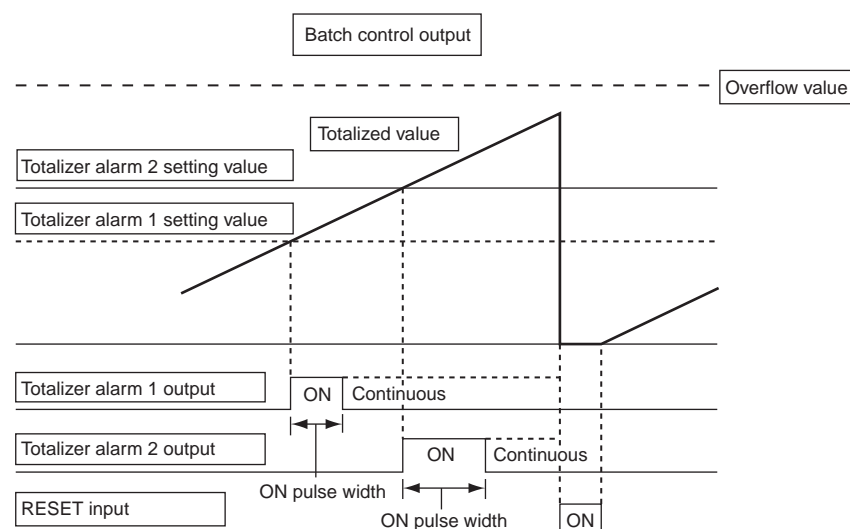 Batch control output
Overflow value
Totalized value
Totalizer alarm 2 setting value
Totalizer alarm 1 setting value
Totalizer alarm 1 output
ON
Continuous
Totalizer alarm 2 output
ON
Continuous
ON pulse width
RESET input
ON pulse width
ON